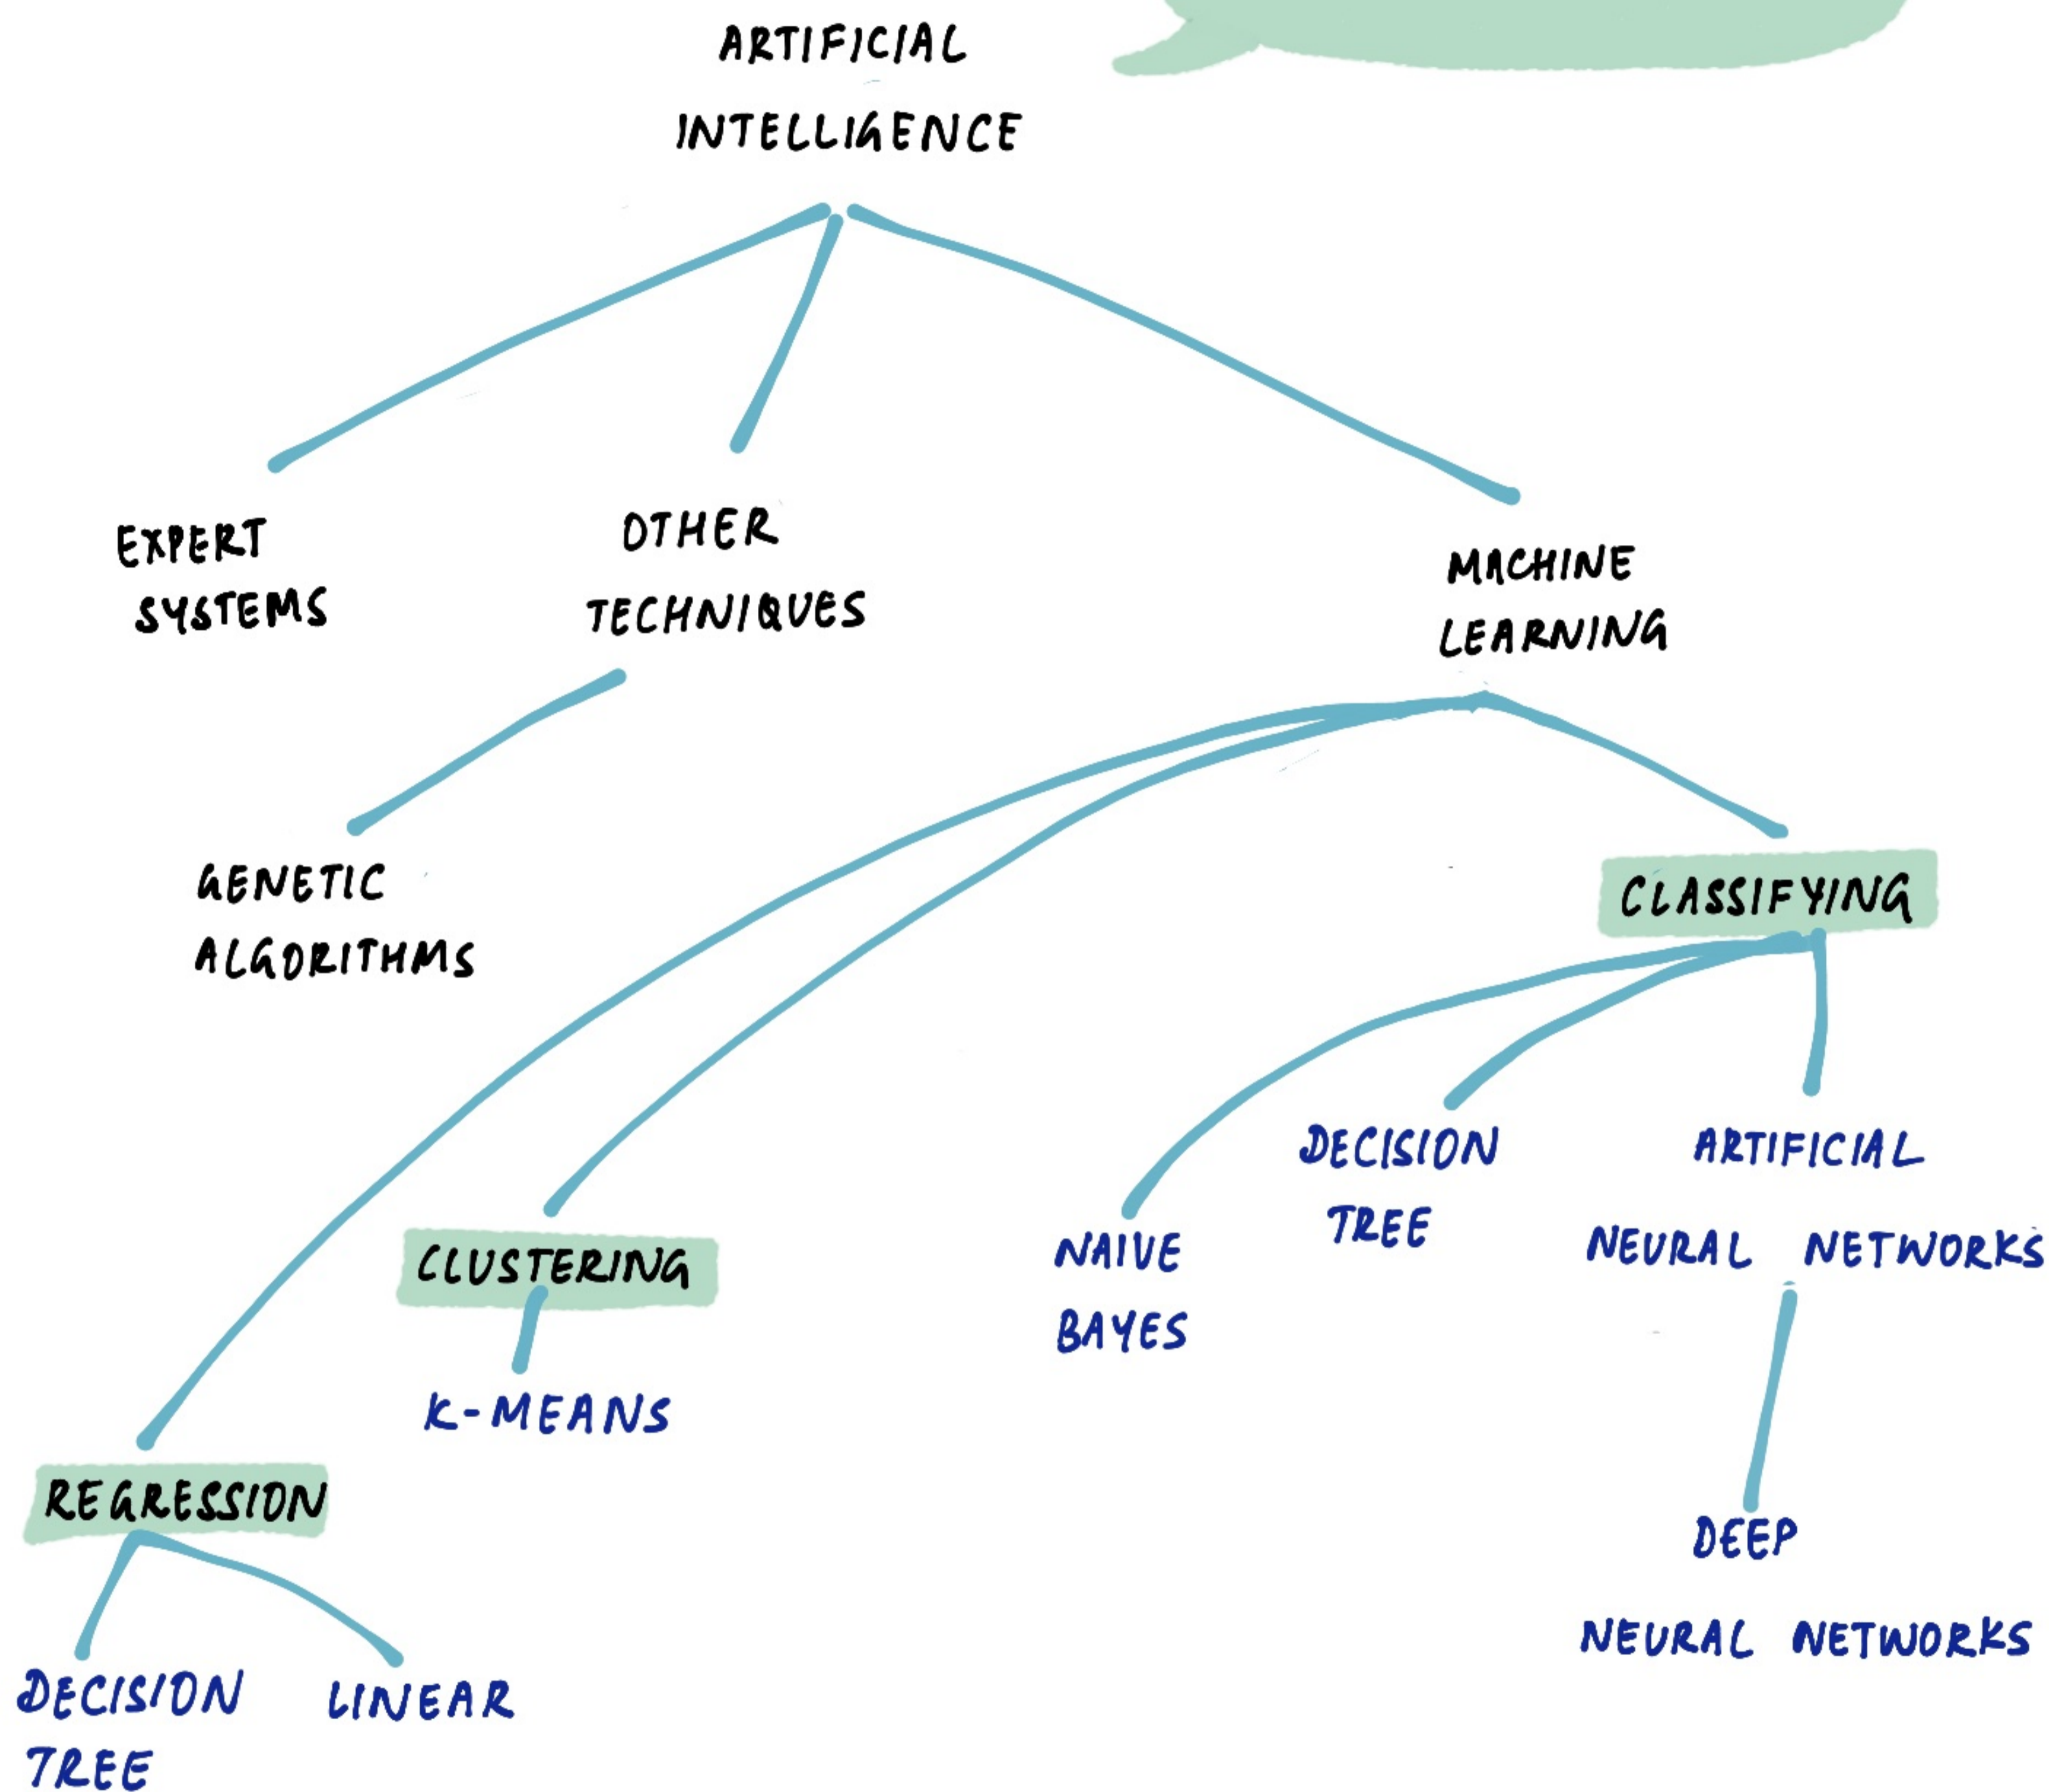 ARTIFICIAL
INTELLIGENCE
EXPERT
SYSTEMS
OTHER
TECHNIQUES
MACHINE
LEARNING
GENETIC
ALGORITHMS
CLASSIFYING
NAIVE
BAYES
DECISION
TREE
ARTIFICIAL
NEURAL NETWORKS
CLUSTERING
K-MEANS
REGRESSION
DECISION
TREE
LINEAR
DEEP
NEURAL NETWORKS